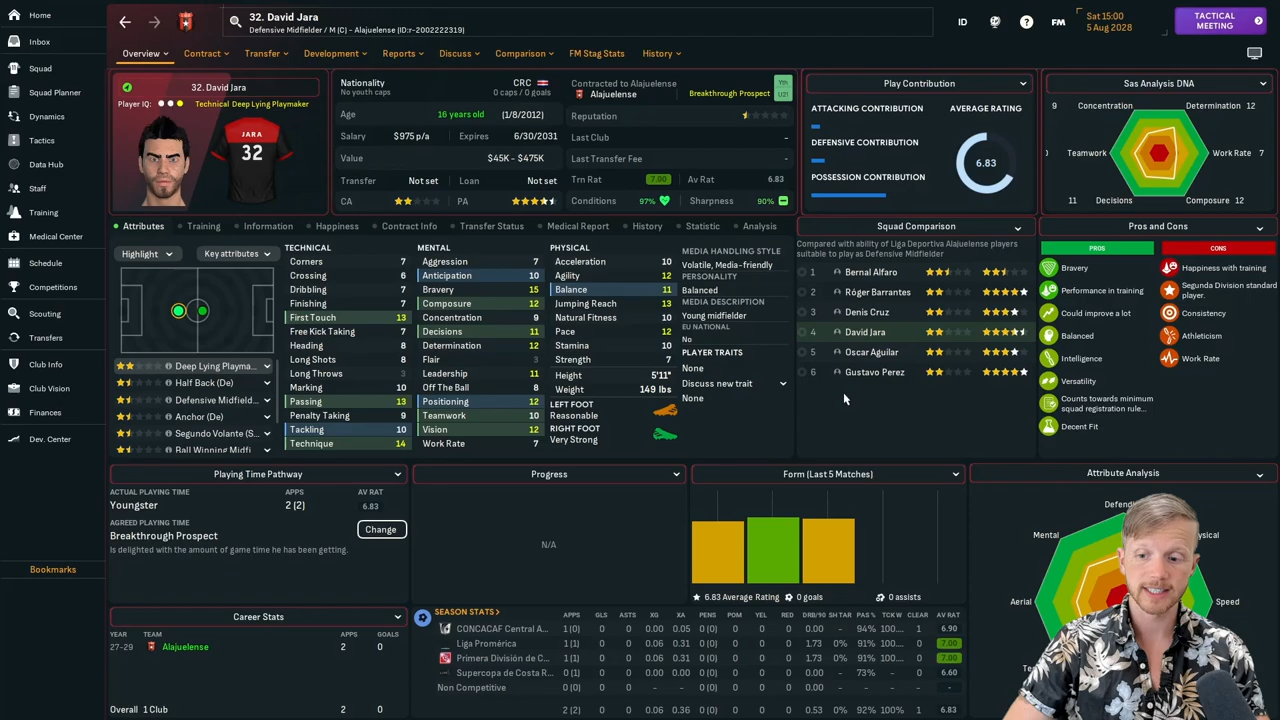 Home
Inbox
Squad
Squad Planner
Dynamics
Tactics
Data Hub
Staff
Training
Medical Center
Schedule
Competitions
Scouting
Transfers
Club Info
Club Vision
Finances
Dev. Center
Bookmarks
32. David Jara
Defensive Midfielder / M (C) - Alajuelense (ID:r-2002222319)
ID
FM
Sat 15:00
5 Aug 2028
TACTICAL
MEETING
Overview
Contract
Transfer
Development
Reports
Discuss
Comparison
FM Stag Stats
History
32. David Jara
Player IQ:
Technical Deep Lying Playmaker
JARA
32
Nationality
No youth caps
CRC
0 caps / 0 goals
Age
16 years old
(1/8/2012)
Salary
$975 p/a
Expires
6/30/2031
Value
$45K - $475K
Transfer
Not set
Loan
Not set
CA
PA
Contracted to Alajuelense
Alajuelense
Breakthrough Prospect
Yth
U21
Reputation
Last Club
-
Last Transfer Fee
-
Trn Rat
7.00
Av Rat
6.83
Conditions
97%
Sharpness
90%
Play Contribution
ATTACKING CONTRIBUTION
DEFENSIVE CONTRIBUTION
POSSESSION CONTRIBUTION
AVERAGE RATING
6.83
Sas Analysis DNA
9
Concentration
Determination 12
Teamwork
Work Rate 7
11
Decisions
Composure 12
Attributes
Training
Information
Happiness
Contract Info
Transfer Status
Medical Report
History
Statistic
Analysis
Highlight
Key attributes
Deep Lying Playma...
Half Back (De)
Defensive Midfield...
Anchor (De)
Segundo Volante (S...
Ball Winning Midfi...
TECHNICAL
Corners 7
Crossing 6
Dribbling 7
Finishing 7
First Touch 13
Free Kick Taking 7
Heading 8
Long Shots 8
Long Throws 3
Marking 10
Passing 13
Penalty Taking 9
Tackling 10
Technique 14
MENTAL
Aggression 7
Anticipation 10
Bravery 15
Composure 12
Concentration 9
Decisions 11
Determination 12
Flair 3
Leadership 11
Off The Ball 8
Positioning 12
Teamwork 10
Vision 12
Work Rate 7
PHYSICAL
Acceleration 10
Agility 12
Balance 11
Jumping Reach 13
Natural Fitness 10
Pace 12
Stamina 10
Strength 7
Height 5'11"
Weight 149 lbs
LEFT FOOT
Reasonable
RIGHT FOOT
Very Strong
MEDIA HANDLING STYLE
Volatile, Media-friendly
PERSONALITY
Balanced
MEDIA DESCRIPTION
Young midfielder
EU NATIONAL
No
PLAYER TRAITS
None
Discuss new trait
None
Squad Comparison
Compared with ability of Liga Deportiva Alajuelense players
suitable to play as Defensive Midfielder
1 Bernal Alfaro
2 Róger Barrantes
3 Denis Cruz
4 David Jara
5 Oscar Aguilar
6 Gustavo Perez
Pros and Cons
PROS
Bravery
Performance in training
Could improve a lot
Balanced
Intelligence
Versatility
Counts towards minimum
squad registration rule...
Decent Fit
CONS
Happiness with training
Segunda Division standard
player.
Consistency
Athleticism
Work Rate
Playing Time Pathway
ACTUAL PLAYING TIME
APPS
AV RAT
Youngster
2 (2)
6.83
AGREED PLAYING TIME
Breakthrough Prospect
Change
Is delighted with the amount of game time he has been getting.
Progress
N/A
Form (Last 5 Matches)
6.83 Average Rating
0 goals
0 assists
Attribute Analysis
Mental
Aerial
Speed
Career Stats
YEAR TEAM APPS GOALS
27-29 Alajuelense 2 0
Overall 1 Club 2 0
SEASON STATS
APPS GLS ASTS XG XA PENS POM YEL RED DRB/90 SH TAR PAS % TCK W CLEAR AV RAT
CONCACAF Central A... 1(0) 0 0 0.00 0.05 0(0) 0 0 0 0.00 - 94% 100.... 0 6.90
Liga Promérica 1(1) 0 0 0.06 0.31 0(0) 0 0 0 1.73 0% 91% 100.... 1 7.00
Primera División de C... 1(1) 0 0 0.06 0.31 0(0) 0 0 0 1.73 0% 91% 100.... 1 7.00
Supercopa de Costa R... 0(1) 0 0 0.00 0.00 0(0) 0 0 0 0.00 - 73% - 0 6.60
Non Competitive 0(0) 0 0 - - 0(0) 0 0 0 - - - - 0 -
2(2) 0 0 0.06 0.36 0(0) 0 0 0 0.53 0% 92% 100.... 1 6.83